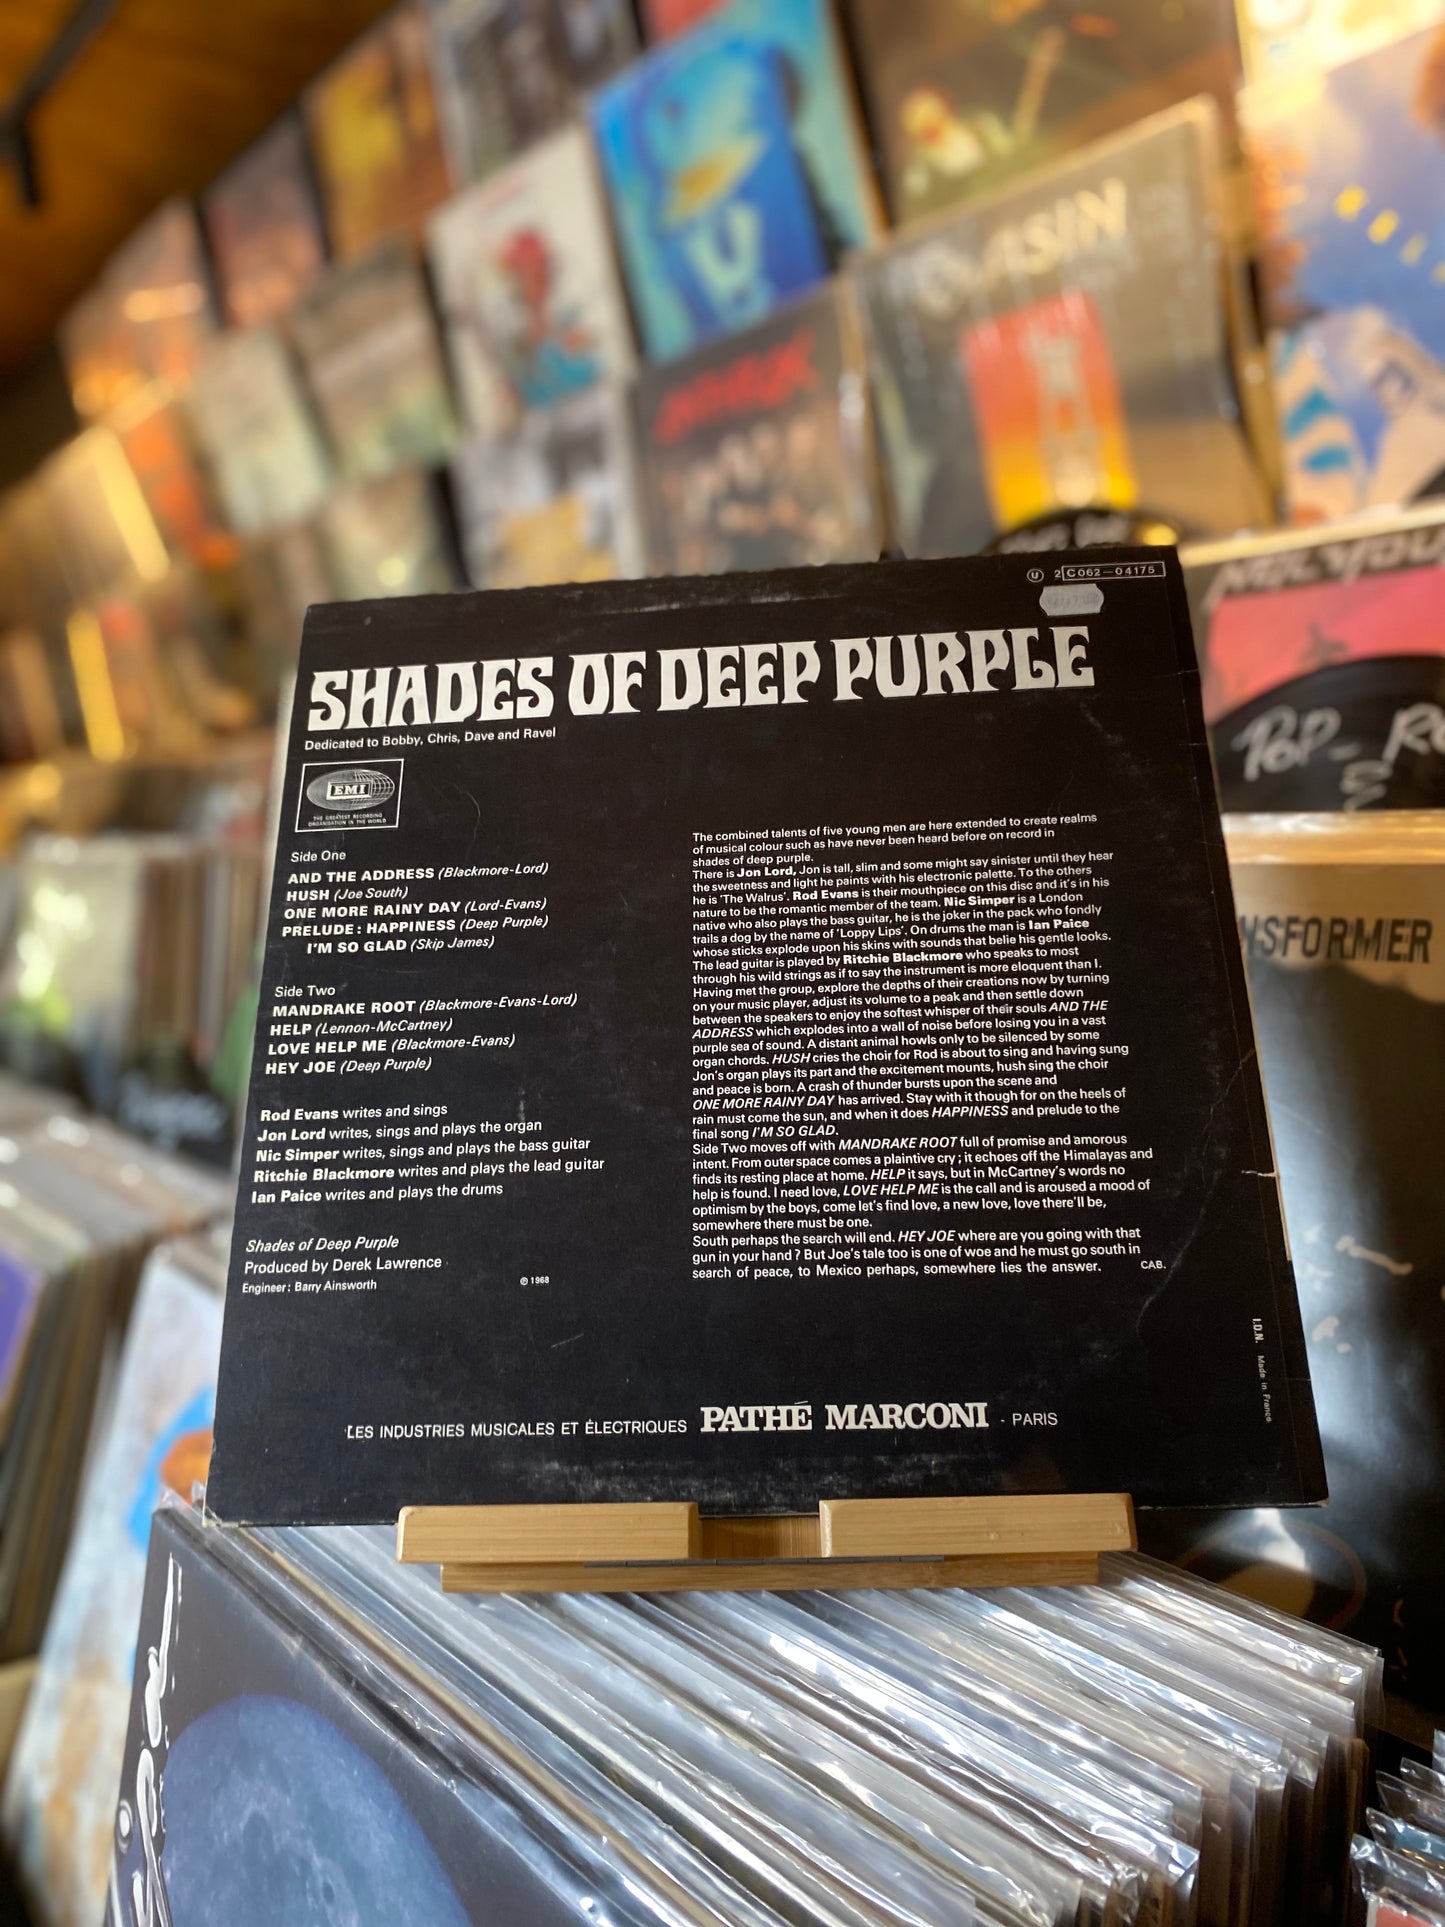 U 2 C062-04175
SHADES OF DEEP PURPLE
Dedicated to Bobby, Chris, Dave and Ravel
EMI
THE GREATEST RECORDING
ORGANISATION IN THE WORLD
Side One
AND THE ADDRESS (Blackmore-Lord)
HUSH (Joe South)
ONE MORE RAINY DAY (Lord-Evans)
PRELUDE: HAPPINESS (Deep Purple)
I'M SO GLAD (Skip James)
Side Two
MANDRAKE ROOT (Blackmore-Evans-Lord)
HELP (Lennon-McCartney)
LOVE HELP ME (Blackmore-Evans)
HEY JOE (Deep Purple)
Rod Evans writes and sings
Jon Lord writes, sings and plays the organ
Nic Simper writes, sings and plays the bass guitar
Ritchie Blackmore writes and plays the lead guitar
Ian Paice writes and plays the drums
Shades of Deep Purple
Produced by Derek Lawrence
Engineer: Barry Ainsworth
℗ 1968
The combined talents of five young men are here extended to create realms
of musical colour such as have never been heard before on record in
shades of deep purple.
There is Jon Lord, Jon is tall, slim and some might say sinister until they hear
the sweetness and light he paints with his electronic palette. To the others
he is 'The Walrus'. Rod Evans is their mouthpiece on this disc and it's in his
nature to be the romantic member of the team. Nic Simper is a London
native who also plays the bass guitar, he is the joker in the pack who fondly
trails a dog by the name of 'Loppy Lips'. On drums the man is Ian Paice
whose sticks explode upon his skins with sounds that belie his gentle looks.
The lead guitar is played by Ritchie Blackmore who speaks to most
through his wild strings as if to say the instrument is more eloquent than I.
Having met the group, explore the depths of their creations now by turning
on your music player, adjust its volume to a peak and then settle down
between the speakers to enjoy the softest whisper of their souls AND THE
ADDRESS which explodes into a wall of noise before losing you in a vast
purple sea of sound. A distant animal howls only to be silenced by some
organ chords. HUSH cries the choir for Rod is about to sing and having sung
Jon's organ plays its part and the excitement mounts, hush sing the choir
and peace is born. A crash of thunder bursts upon the scene and
ONE MORE RAINY DAY has arrived. Stay with it though for on the heels of
rain must come the sun, and when it does HAPPINESS and prelude to the
final song I'M SO GLAD.
Side Two moves off with MANDRAKE ROOT full of promise and amorous
intent. From outer space comes a plaintive cry; it echoes off the Himalayas and
finds its resting place at home. HELP it says, but in McCartney's words no
help is found. I need love, LOVE HELP ME is the call and is aroused a mood of
optimism by the boys, come let's find love, a new love, love there'll be,
somewhere there must be one.
South perhaps the search will end. HEY JOE where are you going with that
gun in your hand? But Joe's tale too is one of woe and he must go south in
search of peace, to Mexico perhaps, somewhere lies the answer. CAB.
I.D.N. Made in France
LES INDUSTRIES MUSICALES ET ÉLECTRIQUES PATHÉ MARCONI - PARIS
POP-
NSFORMER